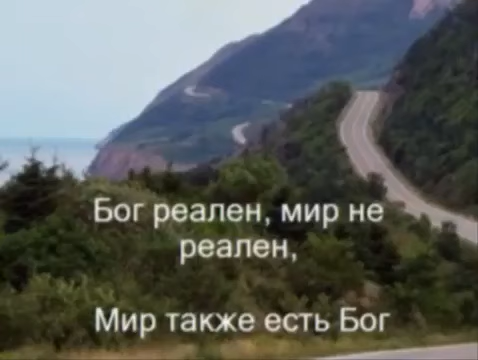 Бог реален, мир не
реален,
Мир также есть Бог